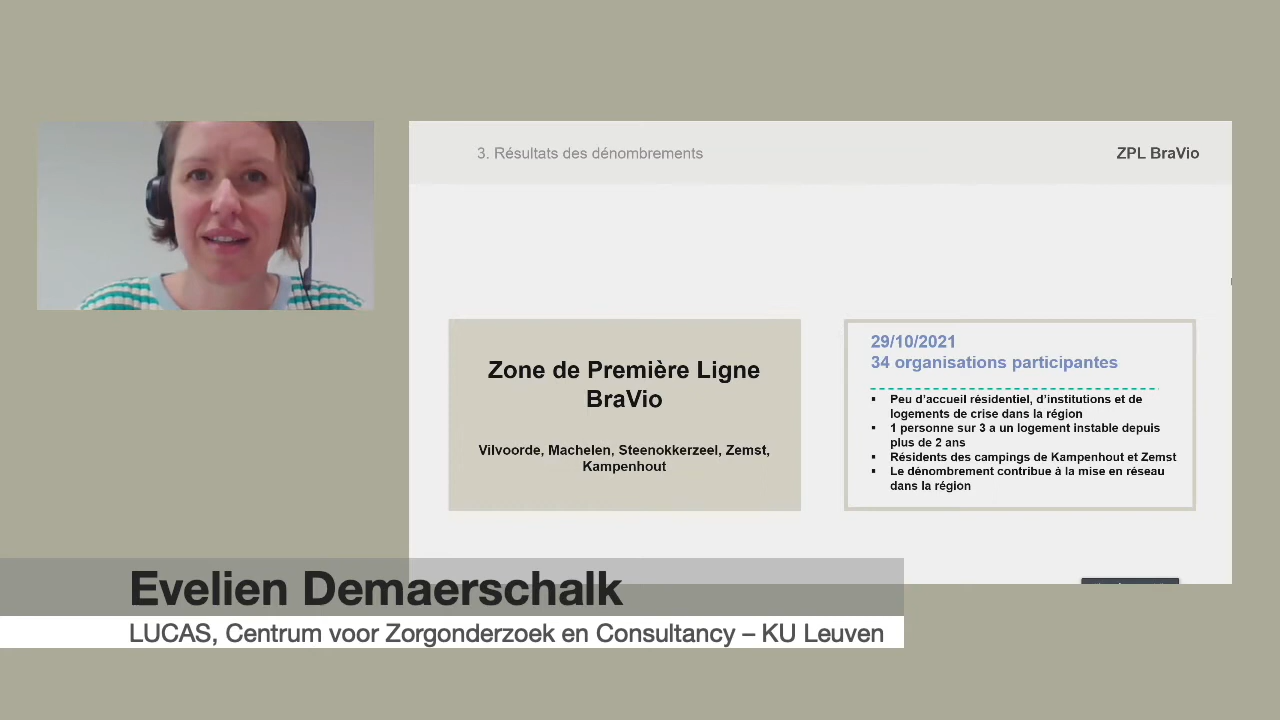 3. Résultats des dénombrements
ZPL BraVio
Zone de Première Ligne
BraVio
Vilvoorde, Machelen, Steenokkerzeel, Zemst,
Kampenhout
29/10/2021
34 organisations participantes
▪ Peu d'accueil résidentiel, d'institutions et de
logements de crise dans la région
▪ 1 personne sur 3 a un logement instable depuis
plus de 2 ans
▪ Résidents des campings de Kampenhout et Zemst
▪ Le dénombrement contribue à la mise en réseau
dans la région
Evelien Demaerschalk
LUCAS, Centrum voor Zorgonderzoek en Consultancy – KU Leuven